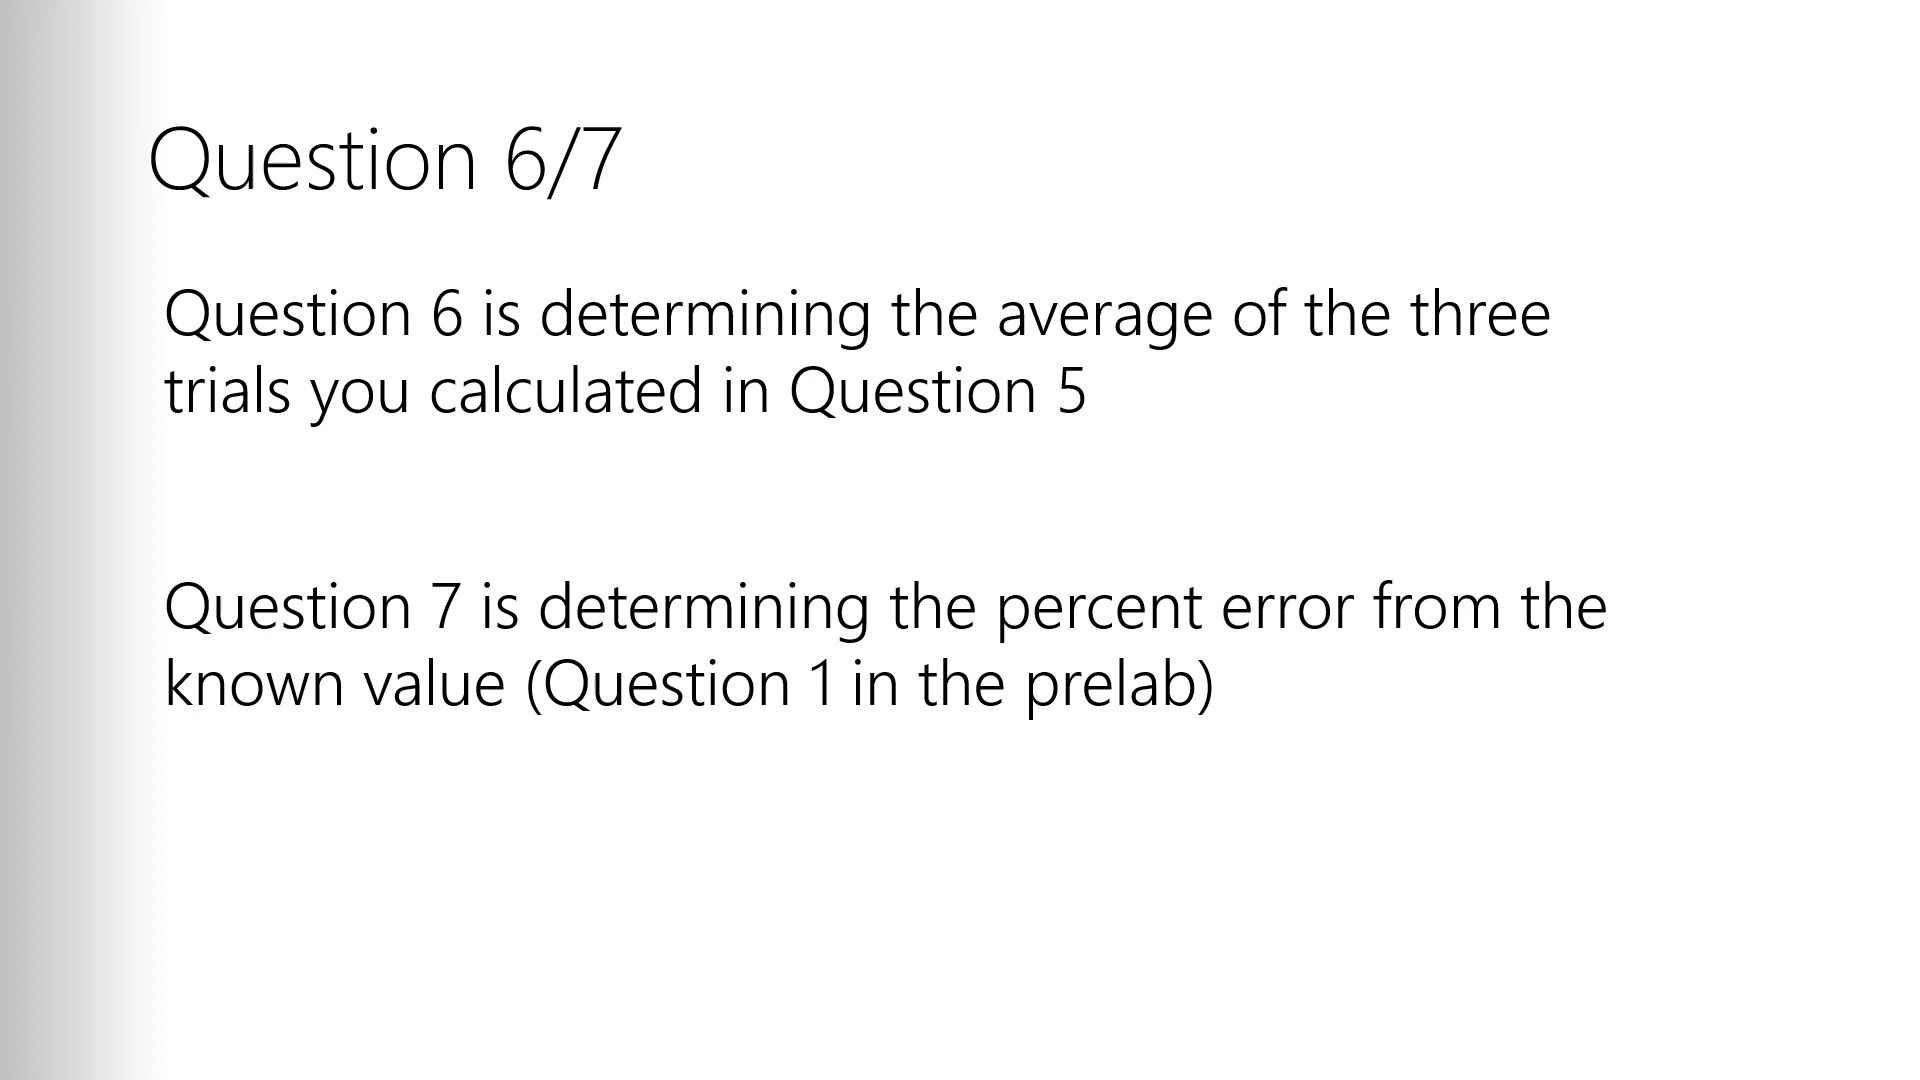 Question 6/7
Question 6 is determining the average of the three
trials you calculated in Question 5
Question 7 is determining the percent error from the
known value (Question 1 in the prelab)